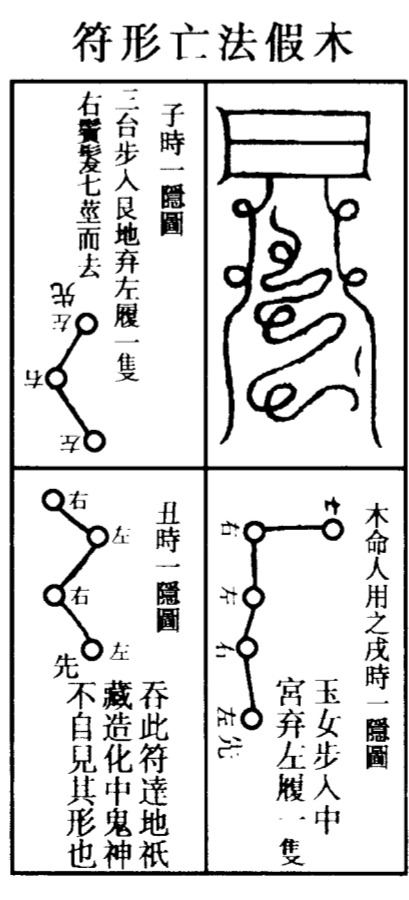 木假法亡形符
木命人用之戌時一隱圖
玉女步入中
宮弃左履一隻
右
左
右
左先
子時一隱圖
三台步入艮地弃左履一隻
右鬢髮七莖而去
先
左
右
左
丑時一隱圖
右
左
右
左
先
吞此符達地祇
藏造化中鬼神
不自見其形也